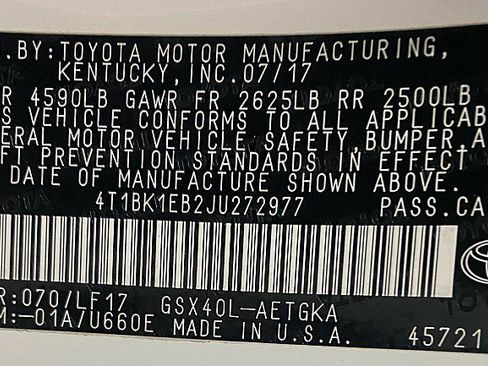 . BY: TOYOTA MOTOR MANUFACTURING,
KENTUCKY, INC. 07/17
R 4590LB GAWR FR 2625LB RR 2500LB
S VEHICLE CONFORMS TO ALL APPLICAB
ERAL MOTOR VEHICLE SAFETY, BUMPER, A
FT PREVENTION STANDARDS IN EFFECT
DATE OF MANUFACTURE SHOWN ABOVE.
4T1BK1EB2JU272977 PASS. CA
R: 070/LF17 GSX40L-AETGKA
M: -01A/U660E MADE IN U.S.A. 45721